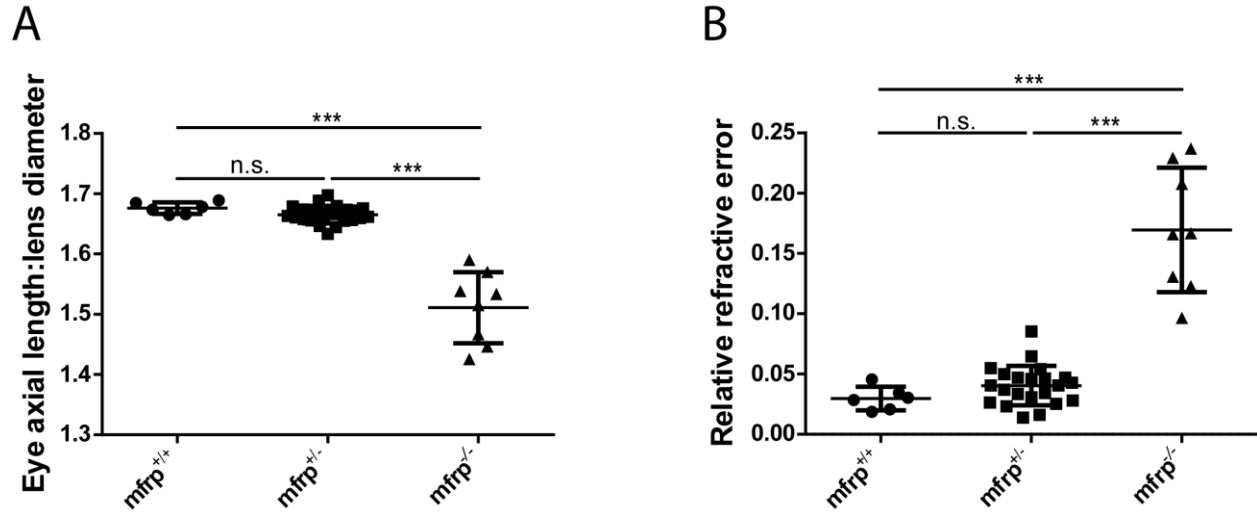 A
Eye axial length:lens diameter
***
n.s.
***
1.8
1.7
1.6
1.5
1.4
1.3
mfrp+/+
mfrp+/-
mfrp-/-
B
Relative refractive error
***
n.s.
***
0.25
0.20
0.15
0.10
0.05
0.00
mfrp+/+
mfrp+/-
mfrp-/-